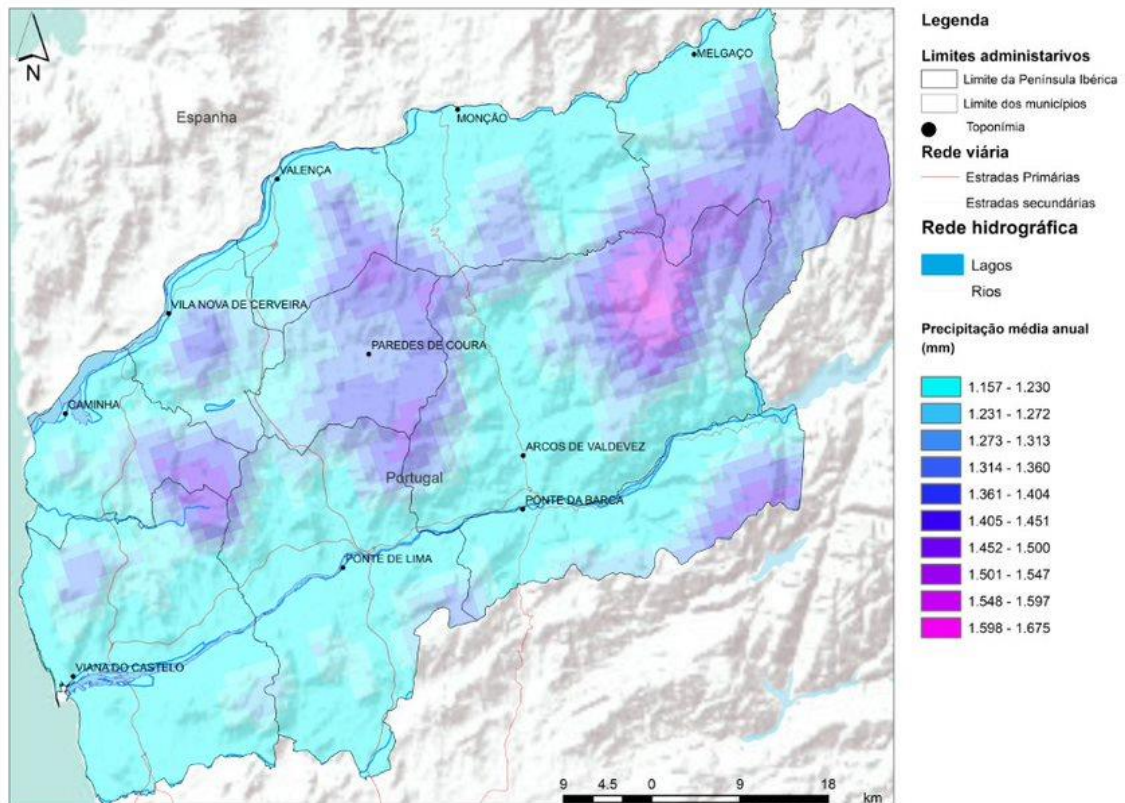 N
Espanha
MELGAÇO
MONÇÃO
VALENÇA
VILA NOVA DE CERVEIRA
PAREDES DE COURA
CAMINHA
ARCOS DE VALDEVEZ
Portugal
PONTE DA BARCA
PONTE DE LIMA
VIANA DO CASTELO
9 4.5 0 9 18
km
Legenda
Limites administarivos
Limite da Península Ibérica
Limite dos municípios
Toponímia
Rede viária
Estradas Primárias
Estradas secundárias
Rede hidrográfica
Lagos
Rios
Precipitação média anual
(mm)
1.157 - 1.230
1.231 - 1.272
1.273 - 1.313
1.314 - 1.360
1.361 - 1.404
1.405 - 1.451
1.452 - 1.500
1.501 - 1.547
1.548 - 1.597
1.598 - 1.675